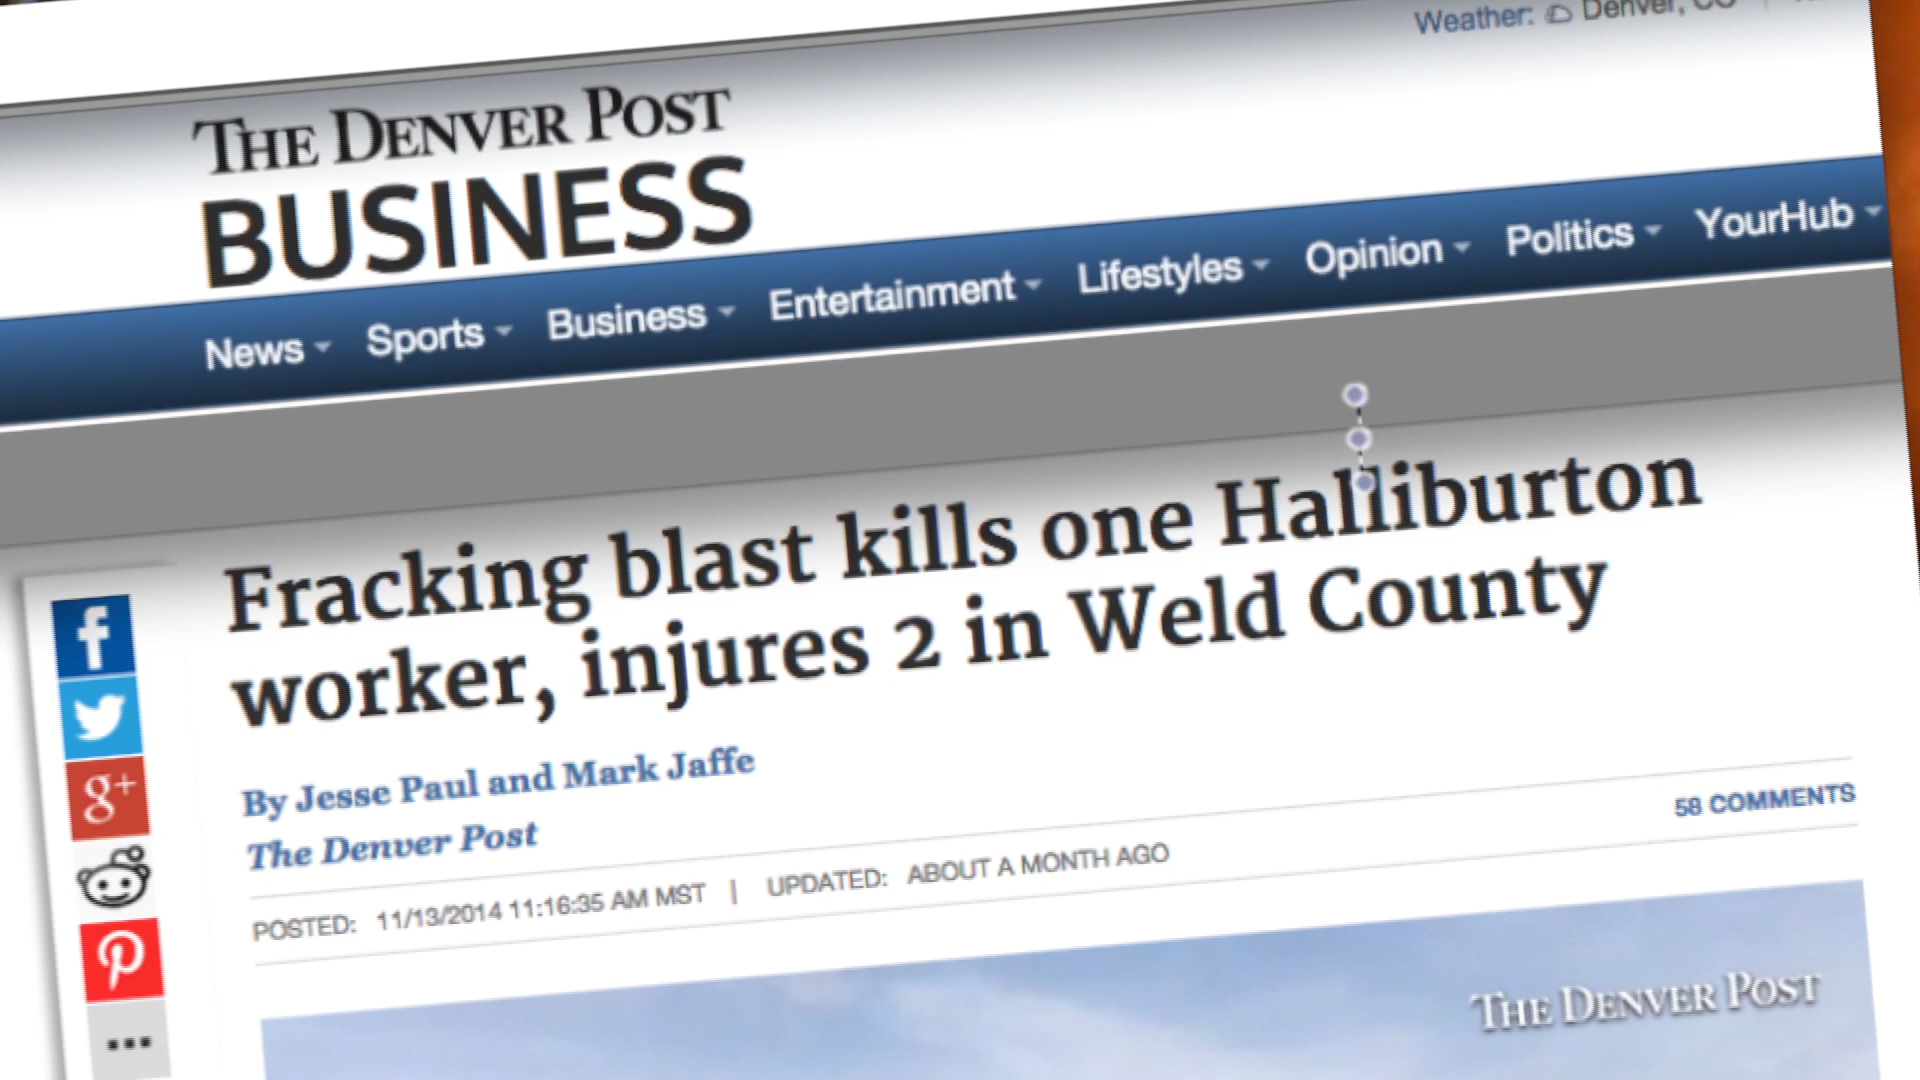 Weather: Denver, CO
THE DENVER POST
BUSINESS
News Sports Business Entertainment Lifestyles Opinion Politics YourHub
Fracking blast kills one Halliburton
worker, injures 2 in Weld County
By Jesse Paul and Mark Jaffe
The Denver Post
58 COMMENTS
POSTED: 11/13/2014 11:16:35 AM MST | UPDATED: ABOUT A MONTH AGO
THE DENVER POST